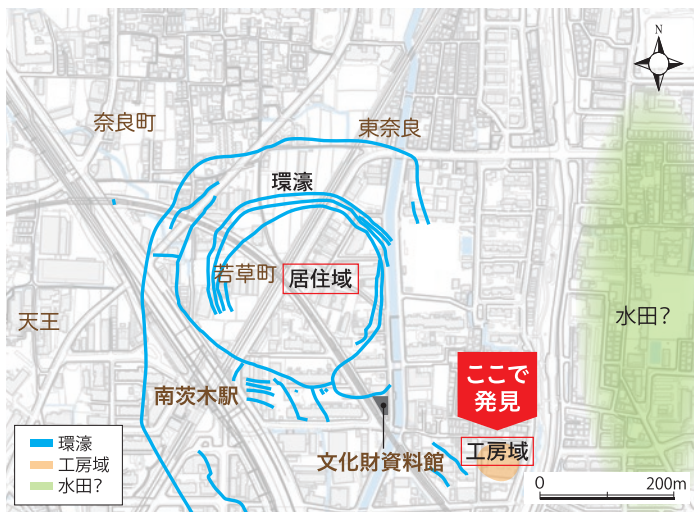 N
奈良町
東奈良
環濠
若草町
居住域
水田?
天王
ここで
発見
南茨木駅
環濠
工房域
水田?
文化財資料館
工房域
0
200m